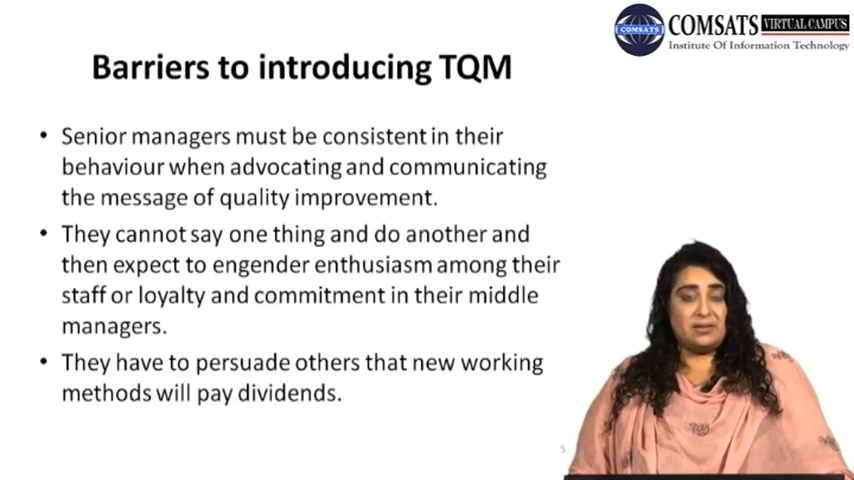 COMSATS VIRTUAL CAMPUS
Institute Of Information Technology
COMSATS
Barriers to introducing TQM
• Senior managers must be consistent in their
behaviour when advocating and communicating
the message of quality improvement.
• They cannot say one thing and do another and
then expect to engender enthusiasm among their
staff or loyalty and commitment in their middle
managers.
• They have to persuade others that new working
methods will pay dividends.
5